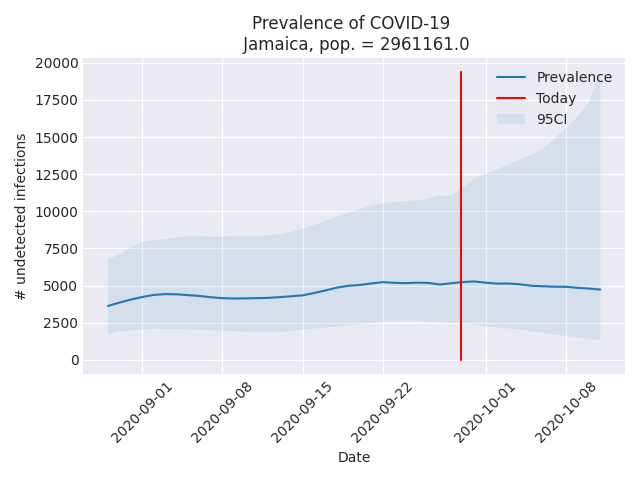 Prevalence of COVID-19
Jamaica, pop. = 2961161.0
20000
17500
15000
12500
10000
7500
5000
2500
0
# undetected infections
Prevalence
Today
95CI
2020-09-01
2020-09-08
2020-09-15
2020-09-22
2020-10-01
2020-10-08
Date